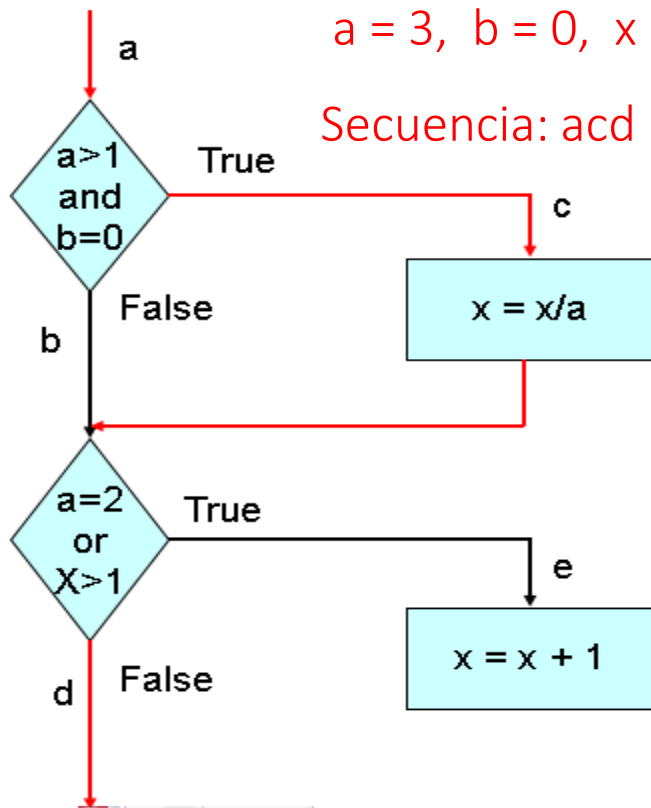 a = 3, b = 0, x
a
Secuencia: acd
a>1
and
b=0
True
c
False
x = x/a
b
a=2
or
X>1
True
e
x = x + 1
False
d